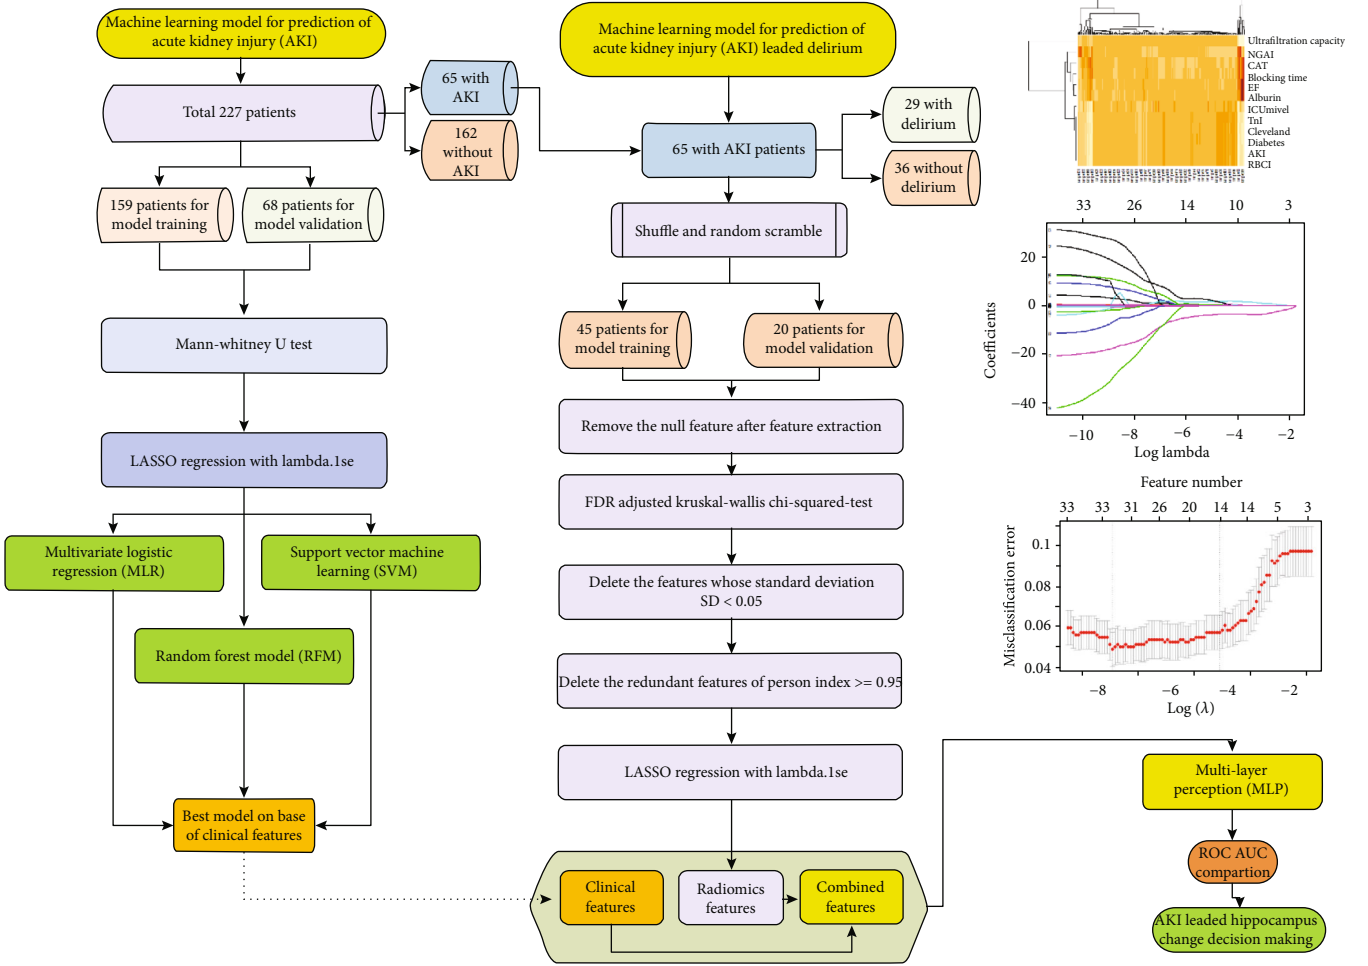 Machine learning model for prediction of
acute kidney injury (AKI)
Total 227 patients
65 with
AKI
162
without
AKI
159 patients for
model training
68 patients for
model validation
Mann-whitney U test
LASSO regression with lambda.1se
Multivariate logistic
regression (MLR)
Support vector machine
learning (SVM)
Random forest model (RFM)
Best model on base
of clinical features
Machine learning model for prediction of
acute kidney injury (AKI) leaded delirium
65 with AKI patients
29 with
delirium
36 without
delirium
Shuffle and random scramble
45 patients for
model training
20 patients for
model validation
Remove the null feature after feature extraction
FDR adjusted kruskal-wallis chi-squared-test
Delete the features whose standard deviation
SD < 0.05
Delete the redundant features of person index >= 0.95
LASSO regression with lambda.1se
Clinical
features
Radiomics
features
Combined
features
Ultrafiltration capacity
NGAI
CAT
Blocking time
EF
Alburin
ICUmivel
TnI
Cleveland
Diabetes
AKI
RBCI
33 26 14 10 3
20
0
−20
−40
Coefficients
−10 −8 −6 −4 −2
Log lambda
Feature number
33 33 31 26 20 14 14 5 3
0.1
0.08
0.06
0.04
Misclassification error
−8 −6 −4 −2
Log (λ)
Multi-layer
perception (MLP)
ROC AUC
compartion
AKI leaded hippocampus
change decision making